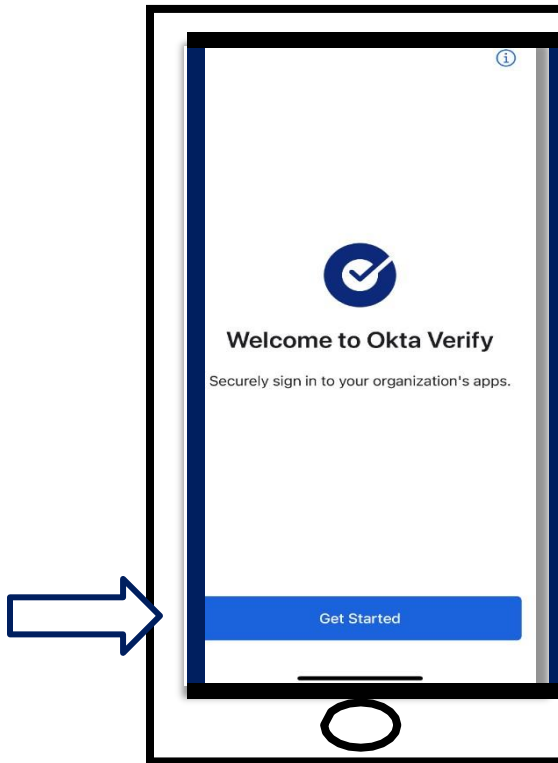 Welcome to Okta Verify
Securely sign in to your organization's apps.
Get Started